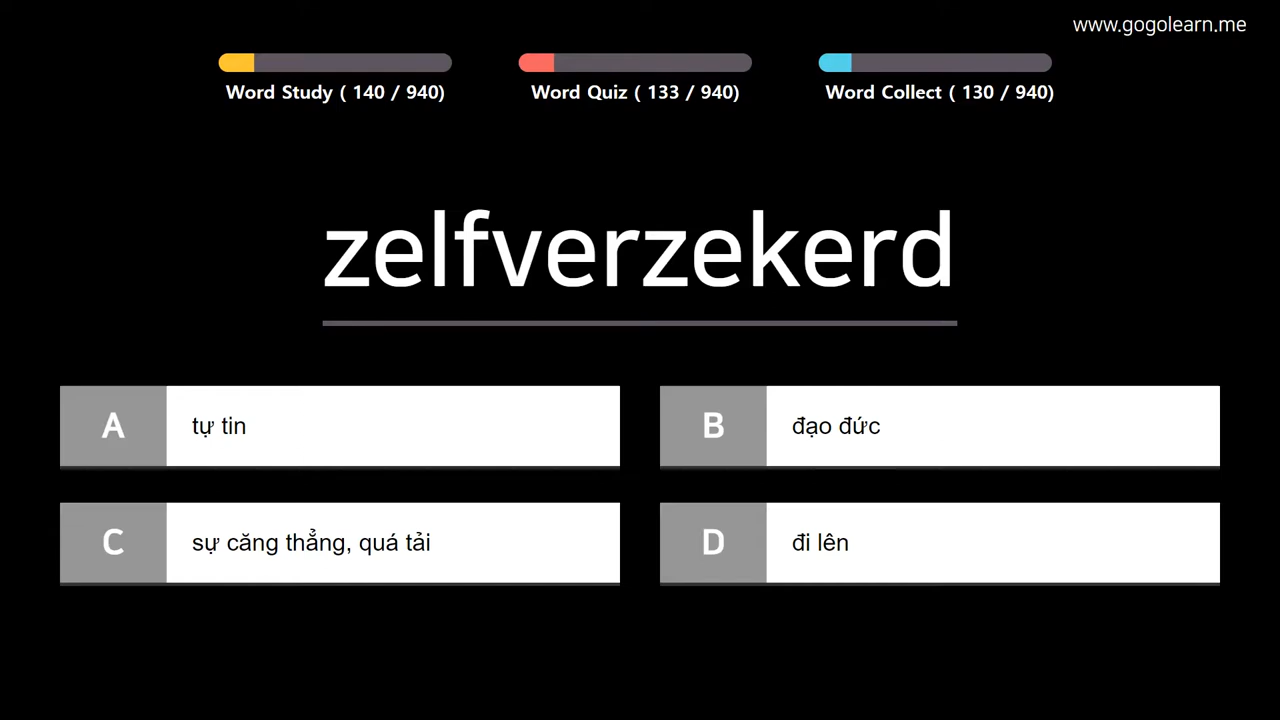 www.gogolearn.me
Word Study ( 140 / 940)
Word Quiz ( 133 / 940)
Word Collect ( 130 / 940)
zelfverzekerd
A
tự tin
B
đạo đức
C
sự căng thẳng, quá tải
D
đi lên